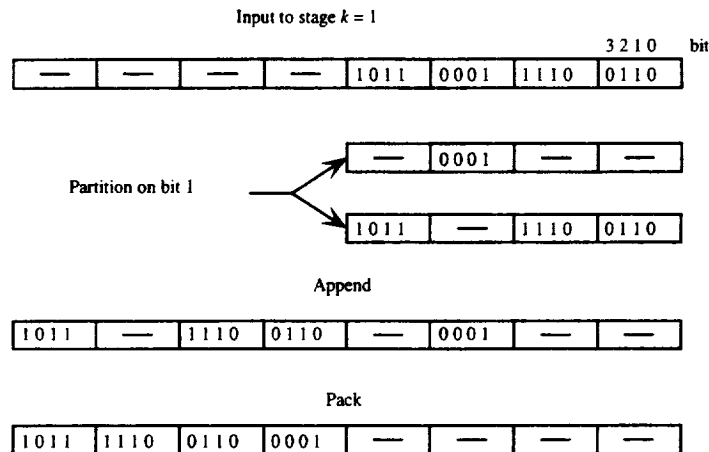 Input to stage k = 1
3 2 1 0 bit
— — — — 1011 0001 1110 0110
— 0001 — —
Partition on bit 1
1011 — 1110 0110
Append
1011 — 1110 0110 — 0001 — —
Pack
1011 1110 0110 0001 — — — —